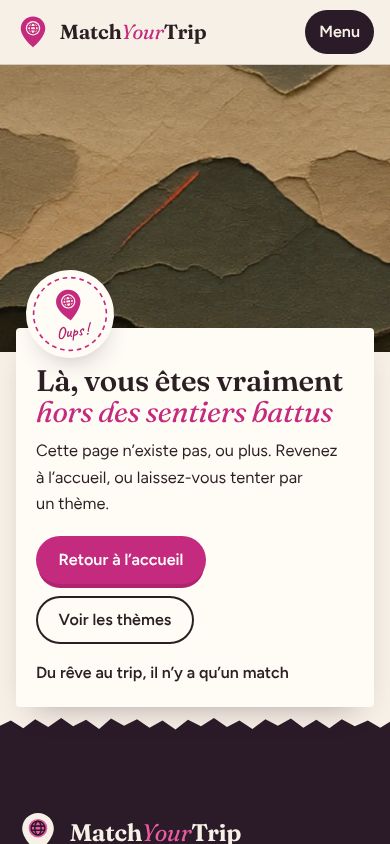 MatchYourTrip
Menu
Oups !
Là, vous êtes vraiment
hors des sentiers battus
Cette page n’existe pas, ou plus. Revenez
à l’accueil, ou laissez-vous tenter par
un thème.
Retour à l’accueil
Voir les thèmes
Du rêve au trip, il n’y a qu’un match
MatchYourTrip